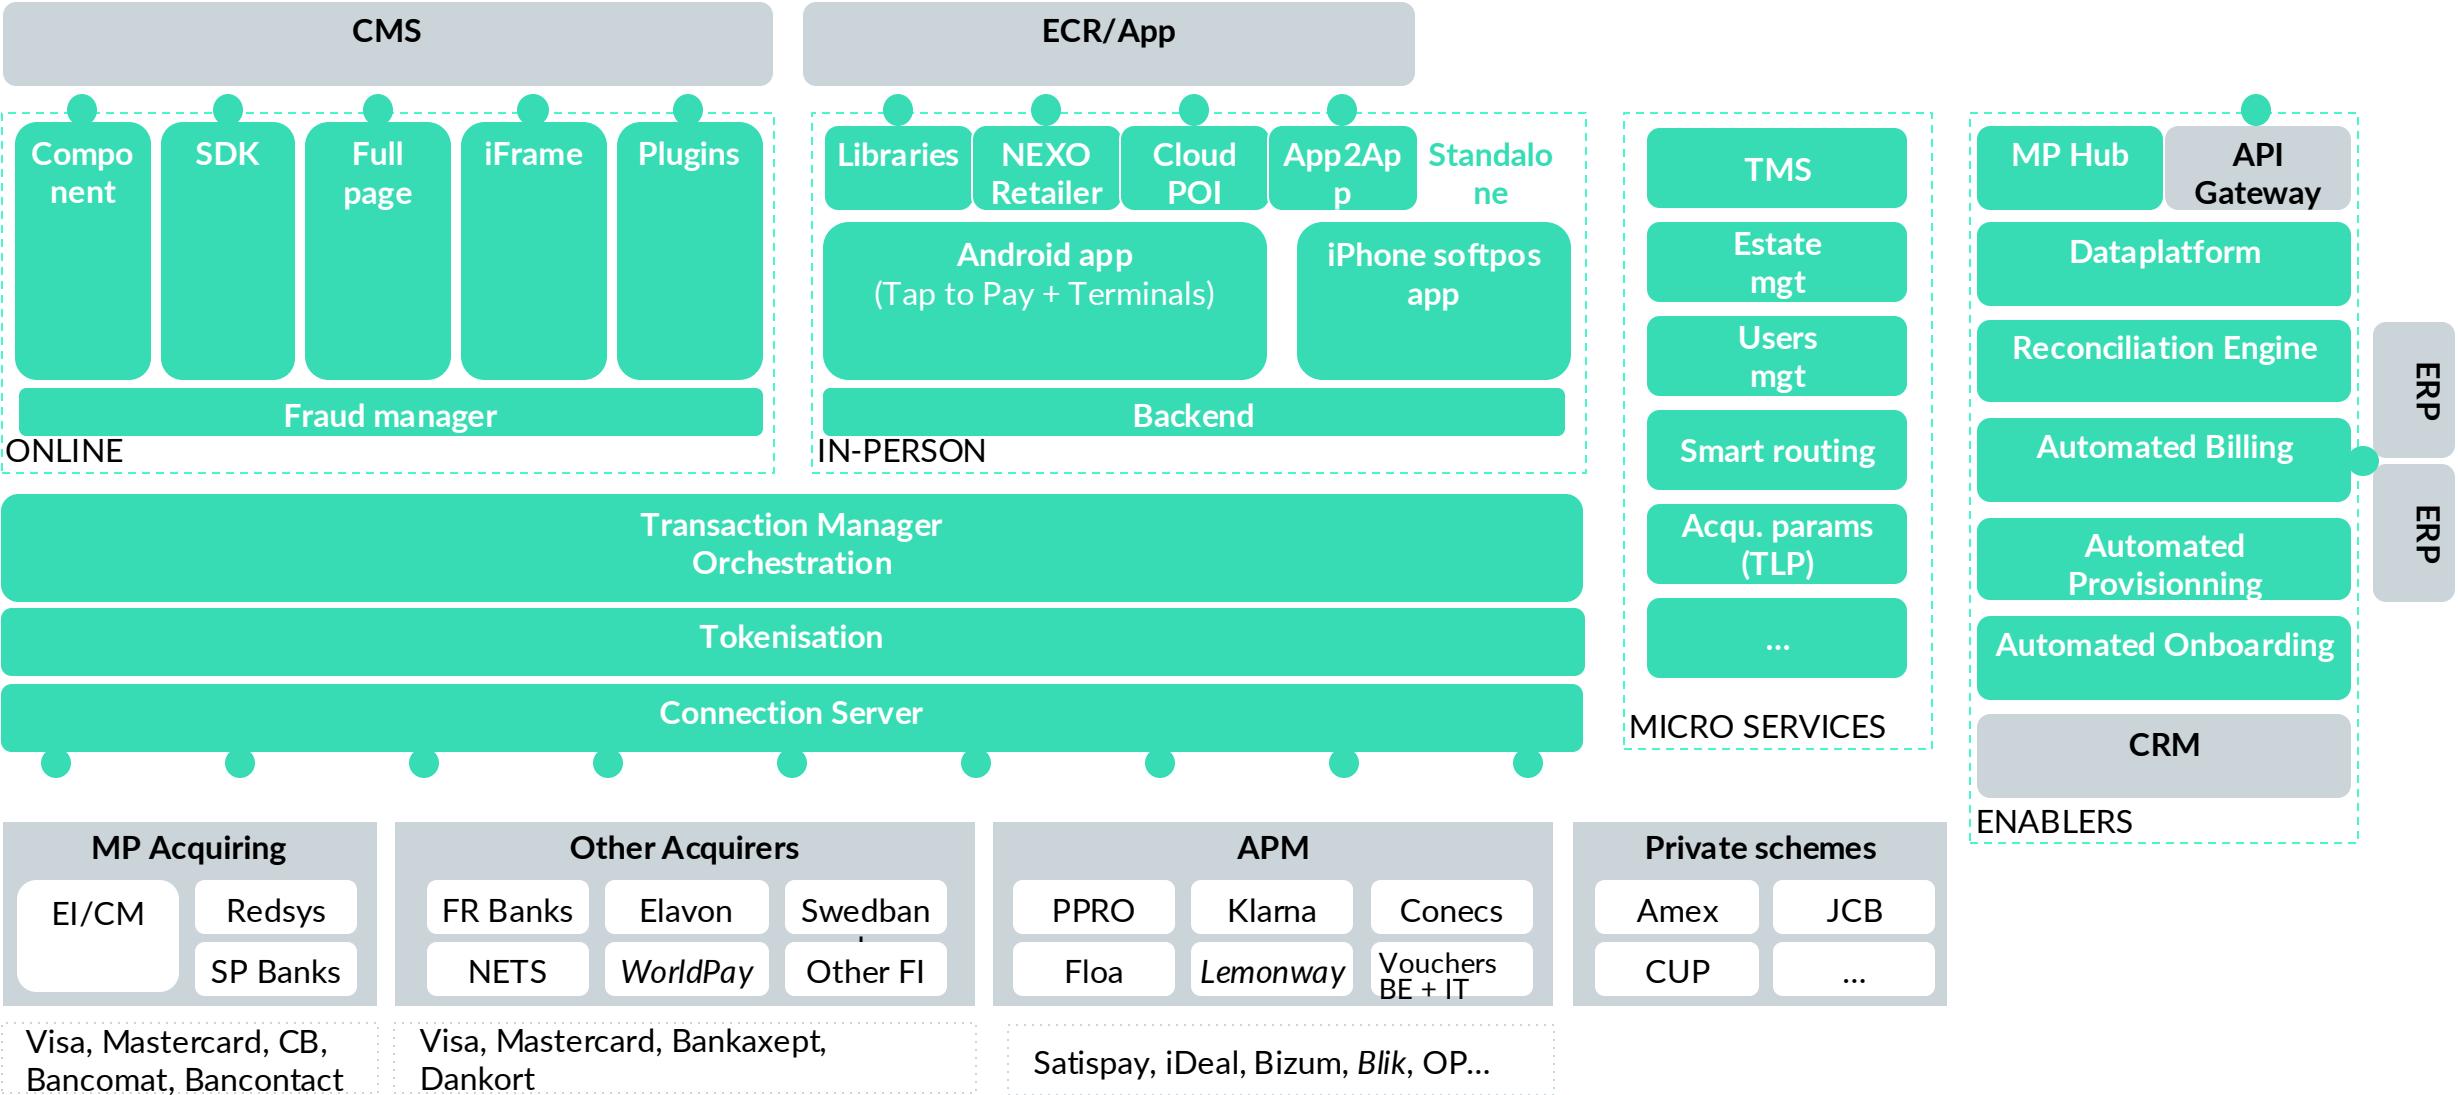 CMS
ECR/App
Compo
nent
SDK
Full
page
iFrame
Plugins
Fraud manager
ONLINE
Libraries
NEXO
Retailer
Cloud
POI
App2Ap
p
Standalo
ne
Android app
(Tap to Pay + Terminals)
iPhone softpos
app
Backend
IN-PERSON
Transaction Manager
Orchestration
Tokenisation
Connection Server
TMS
Estate
mgt
Users
mgt
Smart routing
Acqu. params
(TLP)
...
MICRO SERVICES
MP Hub
API
Gateway
Dataplatform
Reconciliation Engine
Automated Billing
Automated
Provisionning
Automated Onboarding
CRM
ENABLERS
ERP
ERP
MP Acquiring
EI/CM
Redsys
SP Banks
Other Acquirers
FR Banks
Elavon
Swedban
NETS
WorldPay
Other FI
APM
PPRO
Klarna
Conecs
Floa
Lemonway
Vouchers
BE + IT
Private schemes
Amex
JCB
CUP
...
Visa, Mastercard, CB,
Bancomat, Bancontact
Visa, Mastercard, Bankaxept,
Dankort
Satispay, iDeal, Bizum, Blik, OP...